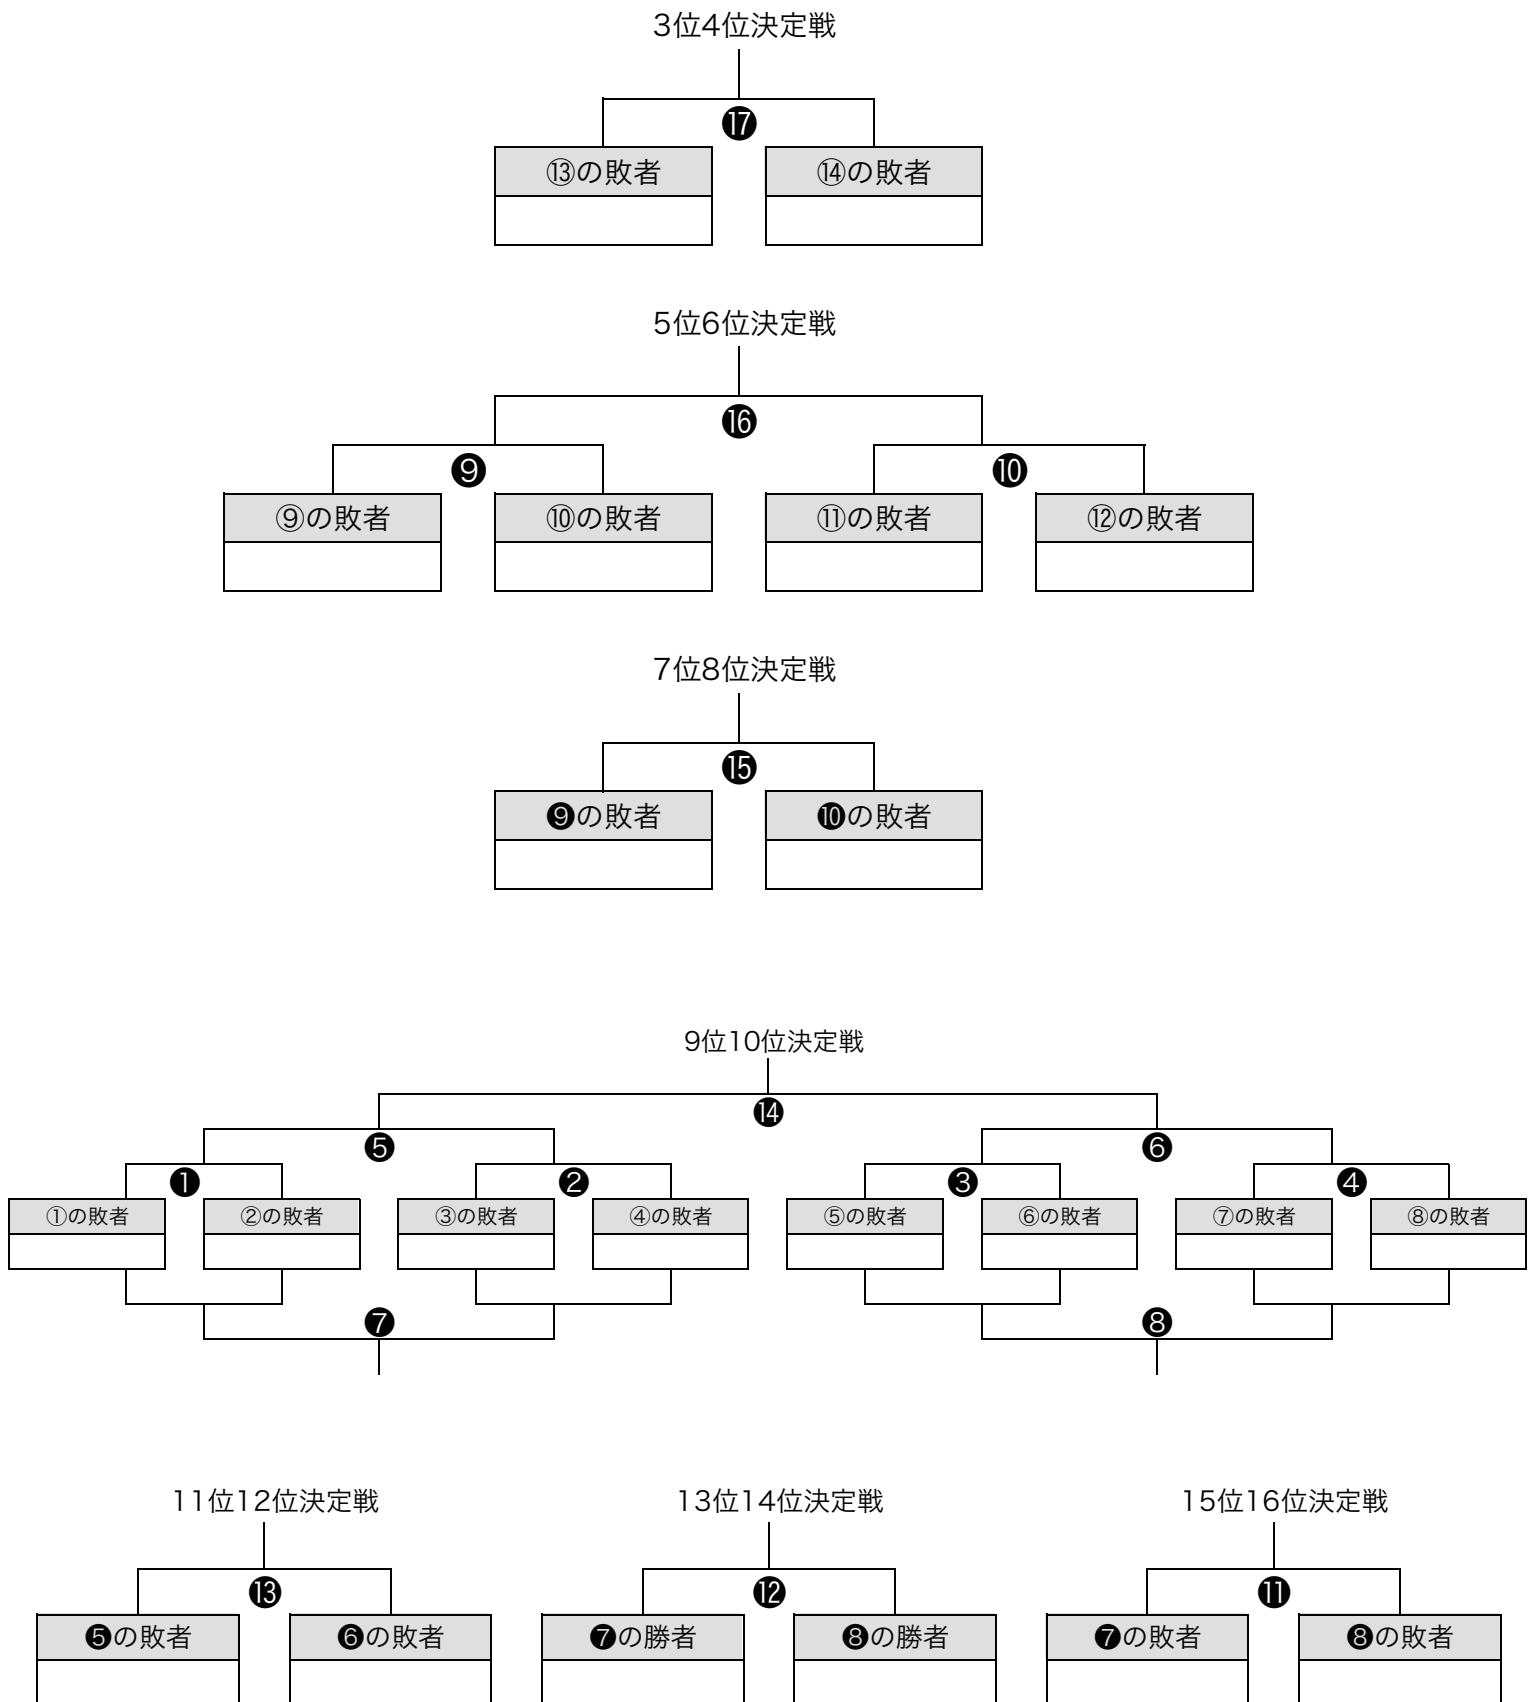 3位4位決定戦
⓱
⑬の敗者 ⑭の敗者
5位6位決定戦
⓰
❾ ❿
⑨の敗者 ⑩の敗者 ⑪の敗者 ⑫の敗者
7位8位決定戦
⓯
❾の敗者 ❿の敗者
9位10位決定戦
⓮
❺ ❻
❶ ❷ ❸ ❹
①の敗者 ②の敗者 ③の敗者 ④の敗者 ⑤の敗者 ⑥の敗者 ⑦の敗者 ⑧の敗者
❼ ❽
11位12位決定戦 13位14位決定戦 15位16位決定戦
⓭ ⓬ ⓫
❺の敗者 ❻の敗者 ❼の勝者 ❽の勝者 ❼の敗者 ❽の敗者